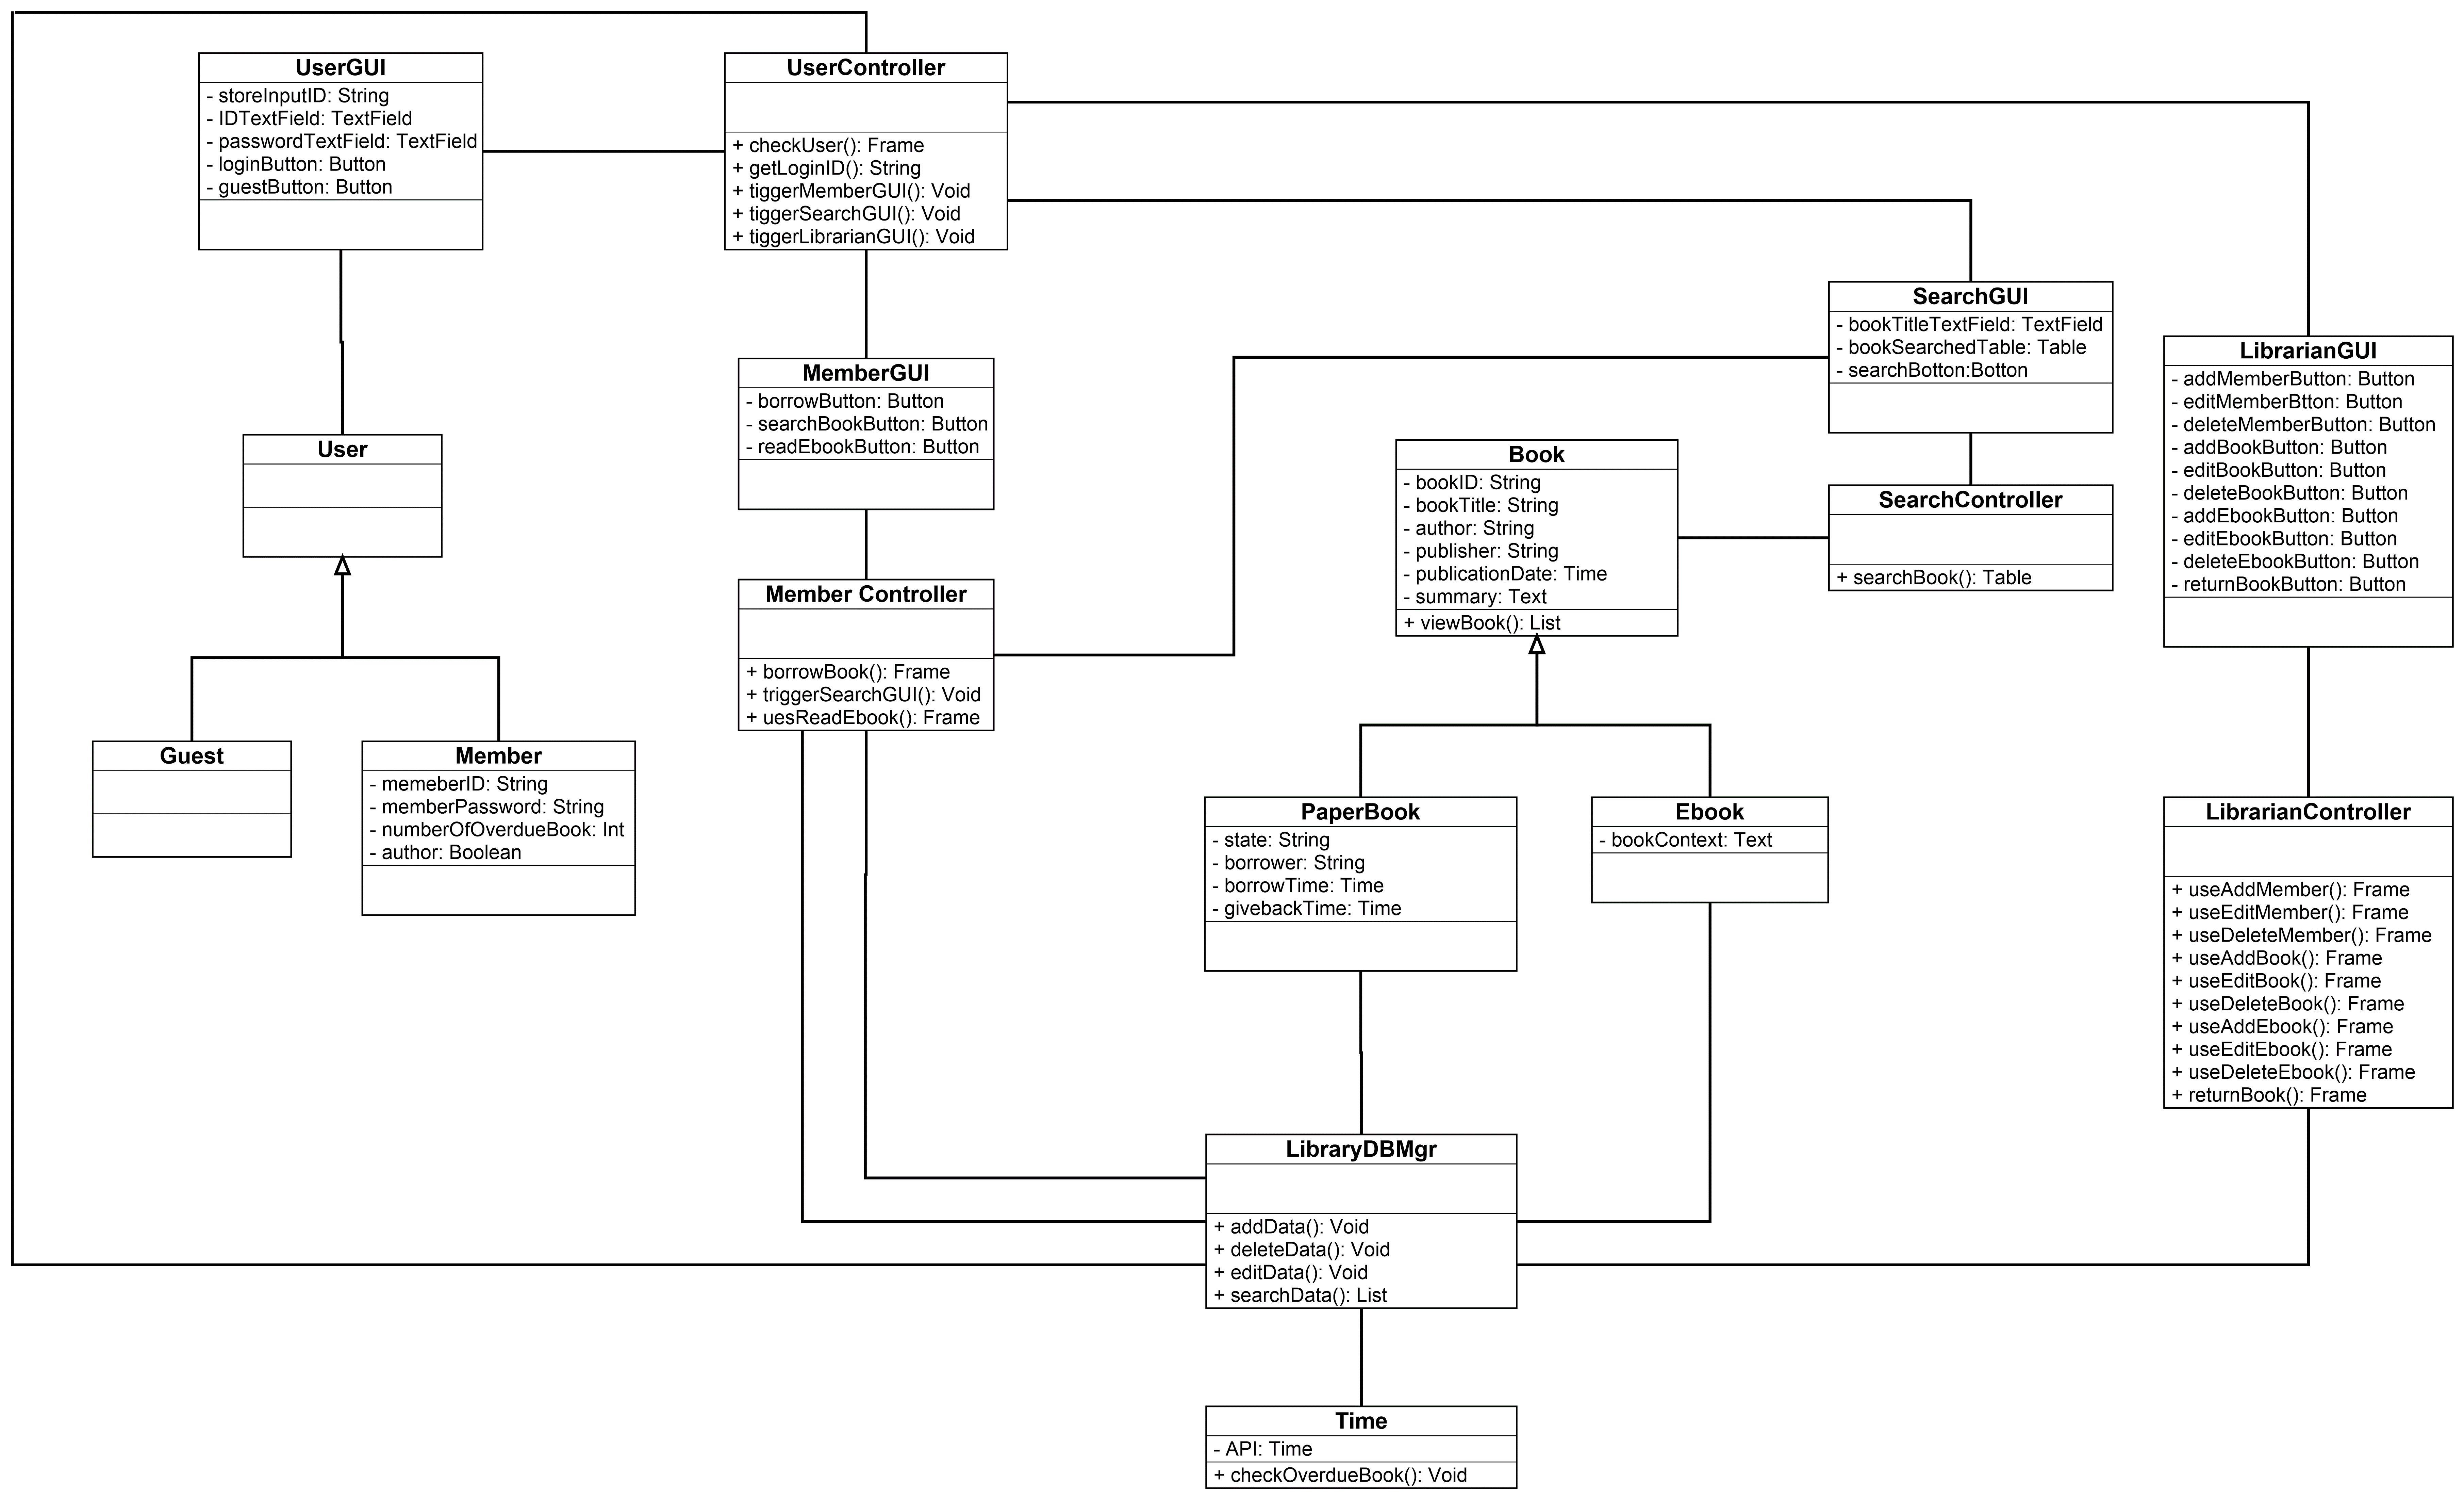 UserGUI
- storeInputID: String
- IDTextField: TextField
- passwordTextField: TextField
- loginButton: Button
- guestButton: Button
UserController
+ checkUser(): Frame
+ getLoginID(): String
+ tiggerMemberGUI(): Void
+ tiggerSearchGUI(): Void
+ tiggerLibrarianGUI(): Void
SearchGUI
- bookTitleTextField: TextField
- bookSearchedTable: Table
- searchBotton:Botton
LibrarianGUI
- addMemberButton: Button
- editMemberBtton: Button
- deleteMemberButton: Button
- addBookButton: Button
- editBookButton: Button
- deleteBookButton: Button
- addEbookButton: Button
- editEbookButton: Button
- deleteEbookButton: Button
- returnBookButton: Button
MemberGUI
- borrowButton: Button
- searchBookButton: Button
- readEbookButton: Button
User
Book
- bookID: String
- bookTitle: String
- author: String
- publisher: String
- publicationDate: Time
- summary: Text
+ viewBook(): List
SearchController
+ searchBook(): Table
Member Controller
+ borrowBook(): Frame
+ triggerSearchGUI(): Void
+ uesReadEbook(): Frame
Guest
Member
- memeberID: String
- memberPassword: String
- numberOfOverdueBook: Int
- author: Boolean
PaperBook
- state: String
- borrower: String
- borrowTime: Time
- givebackTime: Time
Ebook
- bookContext: Text
LibrarianController
+ useAddMember(): Frame
+ useEditMember(): Frame
+ useDeleteMember(): Frame
+ useAddBook(): Frame
+ useEditBook(): Frame
+ useDeleteBook(): Frame
+ useAddEbook(): Frame
+ useEditEbook(): Frame
+ useDeleteEbook(): Frame
+ returnBook(): Frame
LibraryDBMgr
+ addData(): Void
+ deleteData(): Void
+ editData(): Void
+ searchData(): List
Time
- API: Time
+ checkOverdueBook(): Void